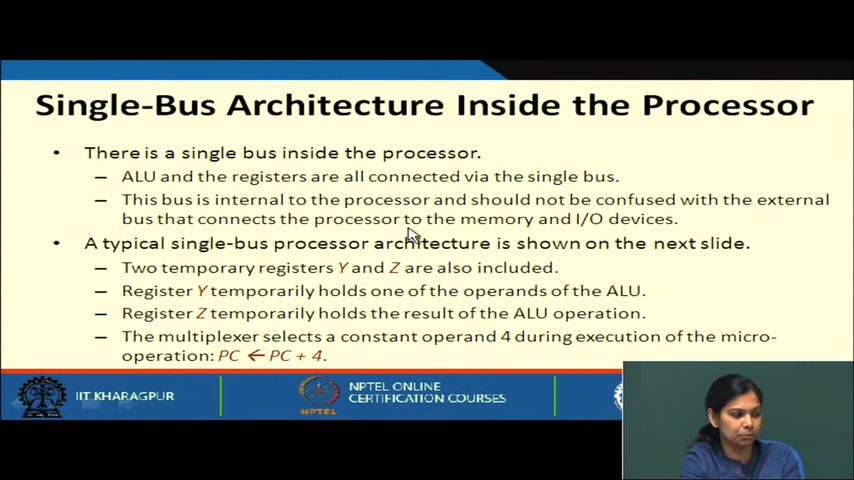 Single-Bus Architecture Inside the Processor
• There is a single bus inside the processor.
– ALU and the registers are all connected via the single bus.
– This bus is internal to the processor and should not be confused with the external
bus that connects the processor to the memory and I/O devices.
• A typical single-bus processor architecture is shown on the next slide.
– Two temporary registers Y and Z are also included.
– Register Y temporarily holds one of the operands of the ALU.
– Register Z temporarily holds the result of the ALU operation.
– The multiplexer selects a constant operand 4 during execution of the micro-
operation: PC ← PC + 4.
IIT KHARAGPUR
NPTEL ONLINE
CERTIFICATION COURSES
NPTEL